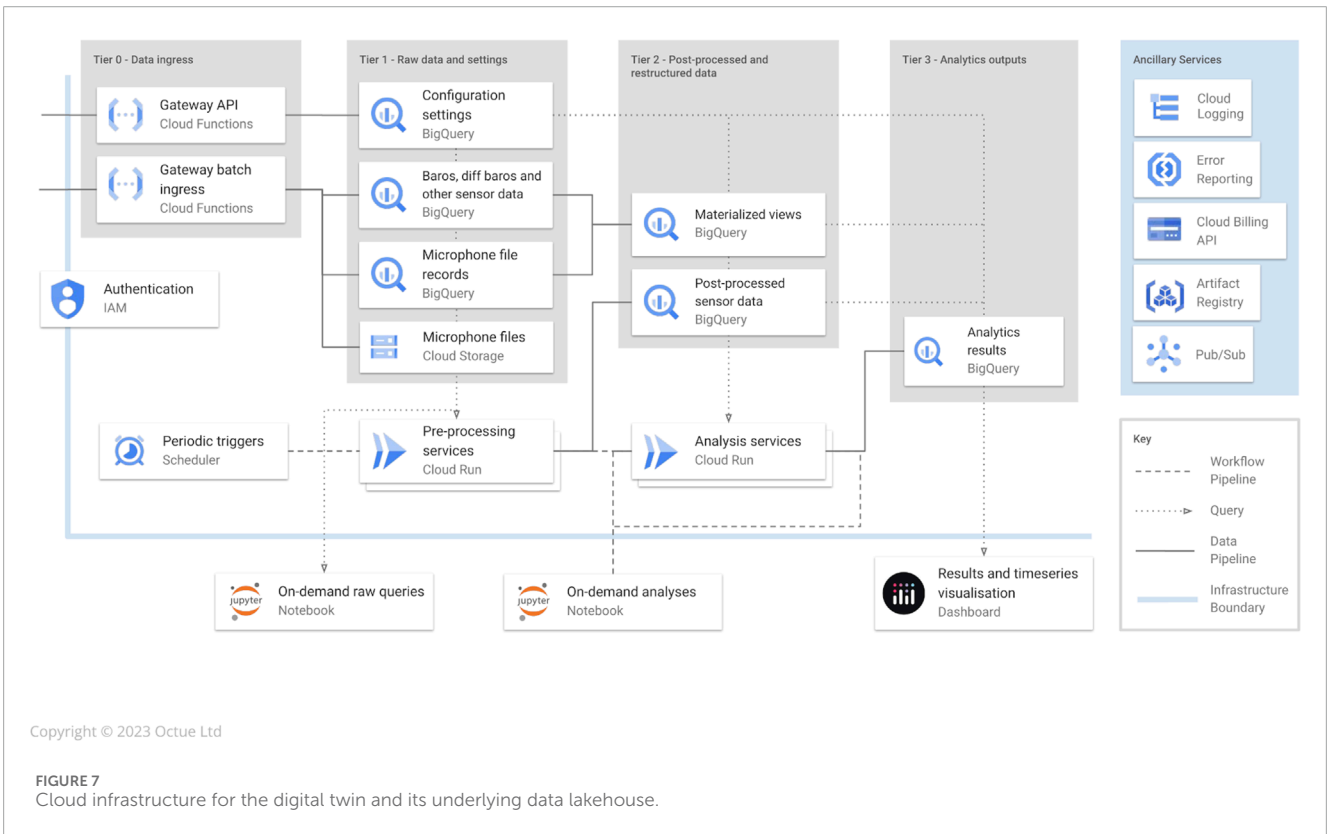 Tier 0 - Data ingress
Gateway API
Cloud Functions
Gateway batch
ingress
Cloud Functions
Authentication
IAM
Periodic triggers
Scheduler
Tier 1 - Raw data and settings
Configuration
settings
BigQuery
Baros, diff baros and
other sensor data
BigQuery
Microphone file
records
BigQuery
Microphone files
Cloud Storage
Pre-processing
services
Cloud Run
Tier 2 - Post-processed and
restructured data
Materialized views
BigQuery
Post-processed
sensor data
BigQuery
Analysis services
Cloud Run
Tier 3 - Analytics outputs
Analytics
results
BigQuery
Ancillary Services
Cloud
Logging
Error
Reporting
Cloud Billing
API
Artifact
Registry
Pub/Sub
Key
Workflow
Pipeline
Query
Data
Pipeline
Infrastructure
Boundary
jupyter
On-demand raw queries
Notebook
jupyter
On-demand analyses
Notebook
Results and timeseries
visualisation
Dashboard
Copyright © 2023 Octue Ltd
FIGURE 7
Cloud infrastructure for the digital twin and its underlying data lakehouse.